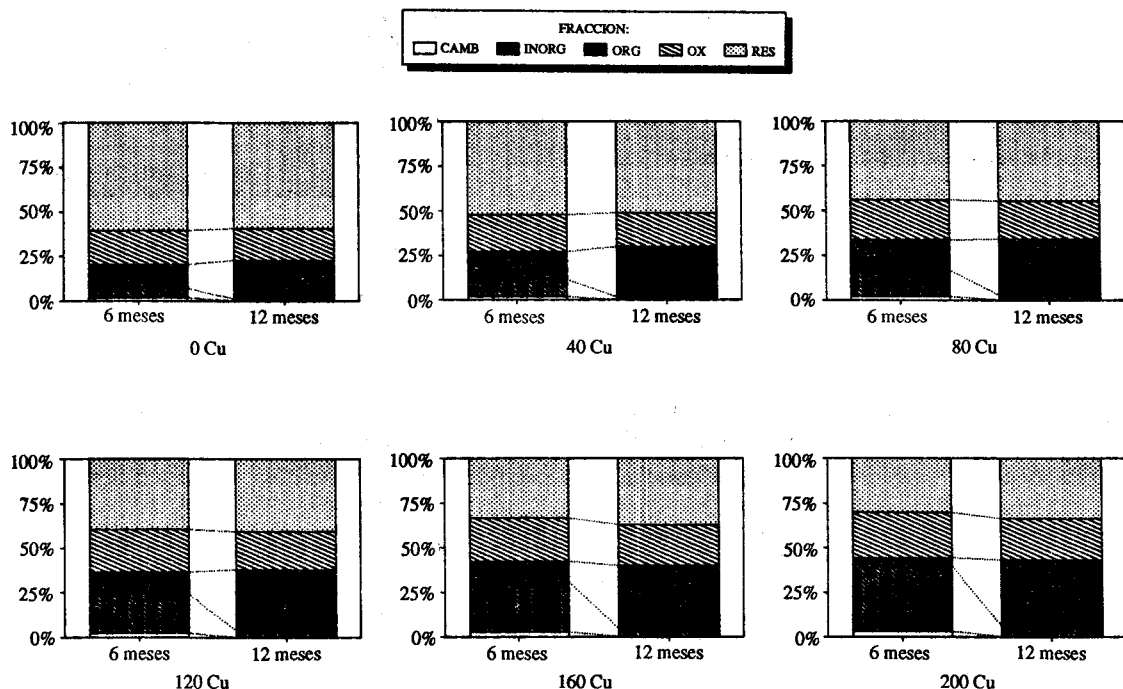 FRACCION:
CAMB INORG ORG OX RES
100% 75% 50% 25% 0%
6 meses 12 meses
0 Cu
100% 75% 50% 25% 0%
6 meses 12 meses
40 Cu
100% 75% 50% 25% 0%
6 meses 12 meses
80 Cu
100% 75% 50% 25% 0%
6 meses 12 meses
120 Cu
100% 75% 50% 25% 0%
6 meses 12 meses
160 Cu
100% 75% 50% 25% 0%
6 meses 12 meses
200 Cu